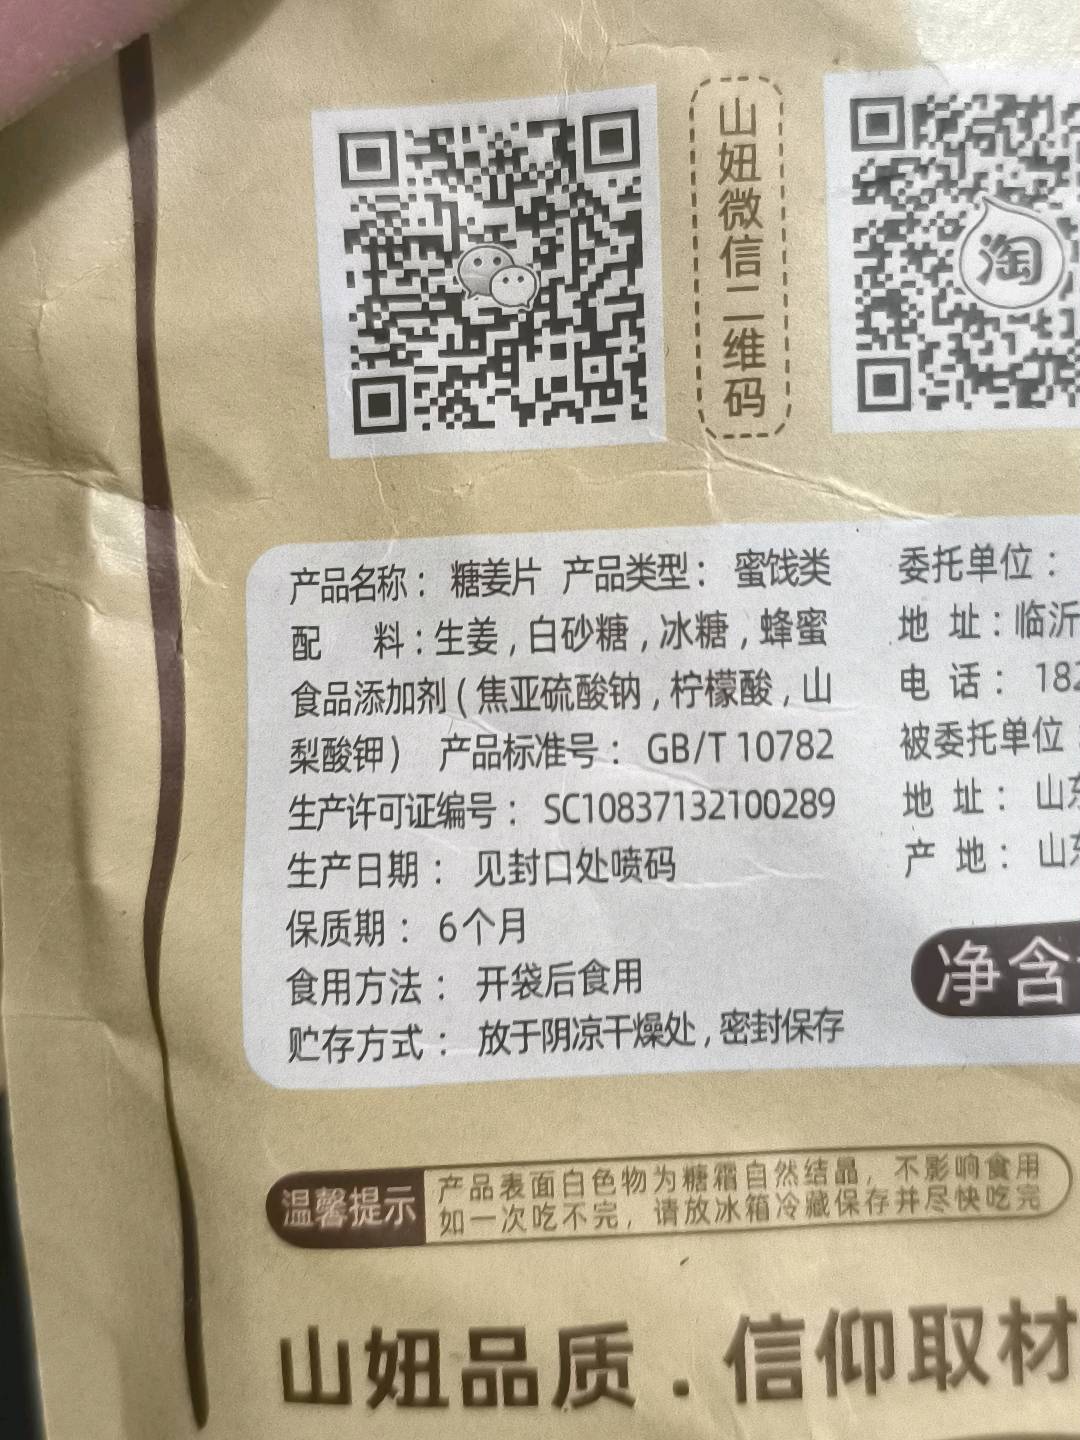 山妞微信二维码
淘
产品名称： 糖姜片 产品类型： 蜜饯类
配 料：生姜，白砂糖，冰糖，蜂蜜
食品添加剂（焦亚硫酸钠，柠檬酸，山
梨酸钾） 产品标准号： GB/T 10782
生产许可证编号： SC10837132100289
生产日期： 见封口处喷码
保质期： 6个月
食用方法： 开袋后食用
贮存方式： 放于阴凉干燥处，密封保存
委托单位：
地 址：临沂
电 话： 182
被委托单位：
地 址： 山东
产 地： 山东
净含
温馨提示
产品表面白色物为糖霜自然结晶，不影响食用
如一次吃不完，请放冰箱冷藏保存并尽快吃完
山妞品质．信仰取材